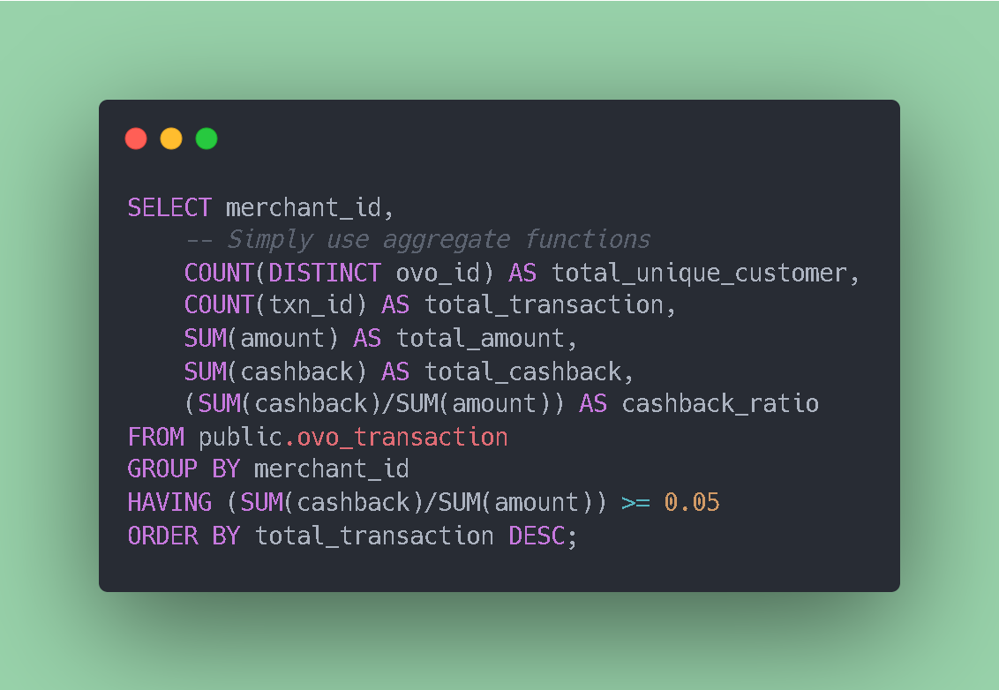 SELECT merchant_id,
    -- Simply use aggregate functions
    COUNT(DISTINCT ovo_id) AS total_unique_customer,
    COUNT(txn_id) AS total_transaction,
    SUM(amount) AS total_amount,
    SUM(cashback) AS total_cashback,
    (SUM(cashback)/SUM(amount)) AS cashback_ratio
FROM public.ovo_transaction
GROUP BY merchant_id
HAVING (SUM(cashback)/SUM(amount)) >= 0.05
ORDER BY total_transaction DESC;